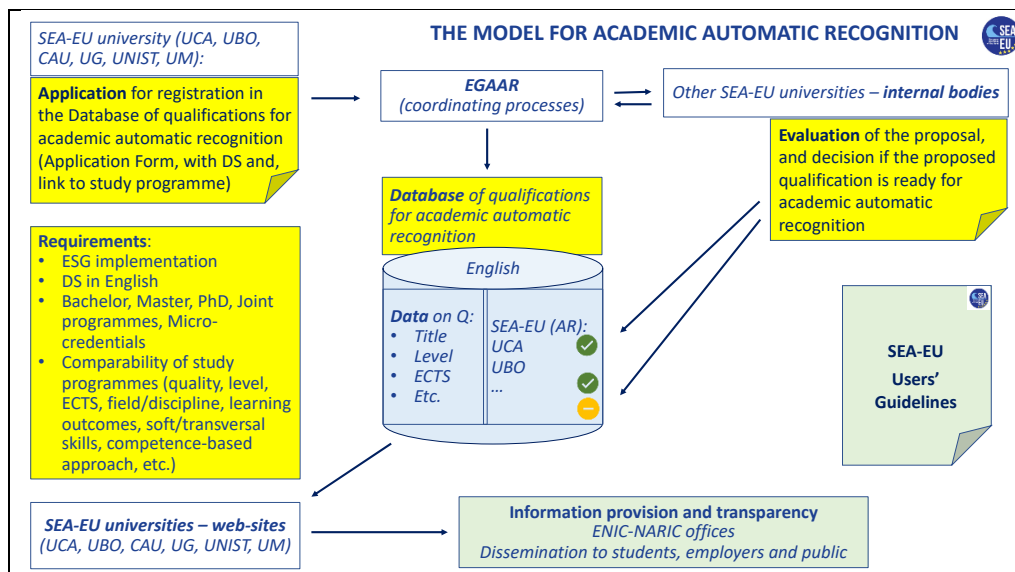 THE MODEL FOR ACADEMIC AUTOMATIC RECOGNITION
SEA
EU
SEA-EU university (UCA, UBO,
CAU, UG, UNIST, UM):
Application for registration in
the Database of qualifications for
academic automatic recognition
(Application Form, with DS and,
link to study programme)
EGAAR
(coordinating processes)
Other SEA-EU universities – internal bodies
Evaluation of the proposal,
and decision if the proposed
qualification is ready for
academic automatic
recognition
Database of qualifications
for academic automatic
recognition
Requirements:
• ESG implementation
• DS in English
• Bachelor, Master, PhD, Joint
programmes, Micro-
credentials
• Comparability of study
programmes (quality, level,
ECTS, field/discipline, learning
outcomes, soft/transversal
skills, competence-based
approach, etc.)
English
Data on Q:
• Title
• Level
• ECTS
• Etc.
SEA-EU (AR):
UCA
UBO
...
SEA-EU
Users’
Guidelines
SEA-EU universities – web-sites
(UCA, UBO, CAU, UG, UNIST, UM)
Information provision and transparency
ENIC-NARIC offices
Dissemination to students, employers and public